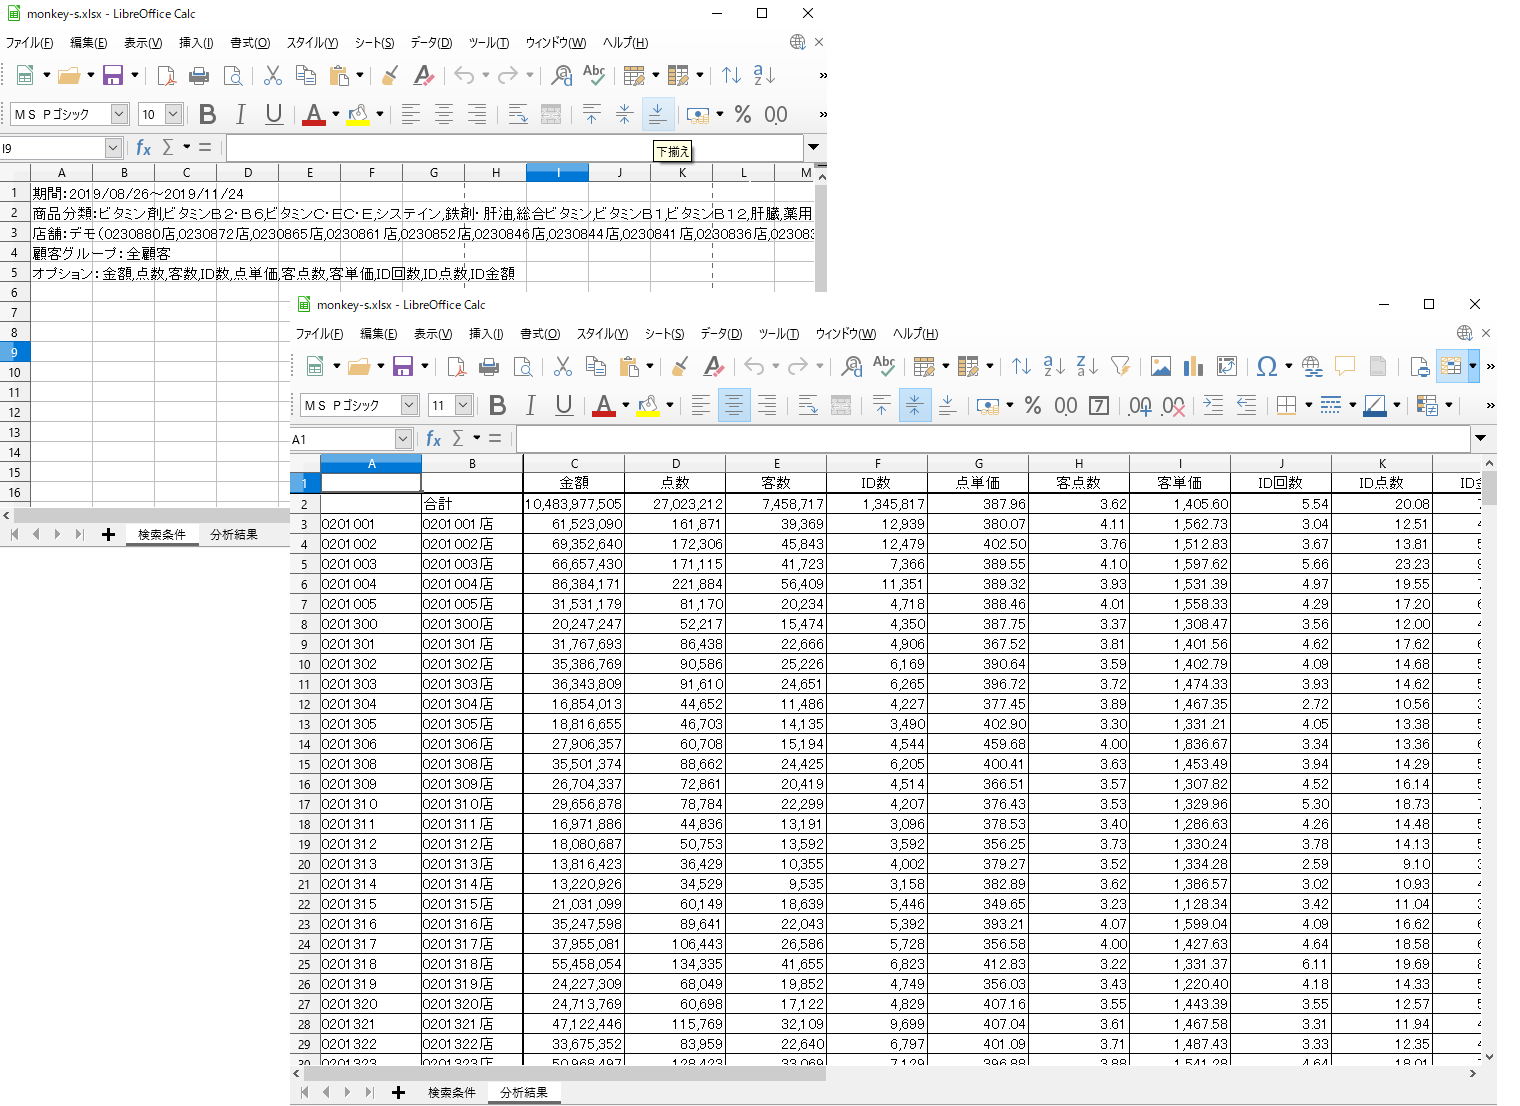 monkey-s.xlsx - LibreOffice Calc
ファイル(F) 編集(E) 表示(V) 挿入(I) 書式(O) スタイル(Y) シート(S) データ(D) ツール(T) ウィンドウ(W) ヘルプ(H)
ＭＳ Ｐゴシック 10
I9
下揃え
A B C D E F G H I J K L M
1 期間：2019/08/26～2019/11/24
2 商品分類：ビタミン剤,ビタミンＢ２・Ｂ６,ビタミンＣ・ＥＣ・Ｅ,システイン,鉄剤・肝油,総合ビタミン,ビタミンＢ１,ビタミンＢ１２,肝臓,薬用
3 店舗：デモ（0230880店,0230872店,0230865店,0230861店,0230852店,0230846店,0230844店,0230841店,0230836店,023083
4 顧客グループ：全顧客
5 オプション：金額,点数,客数,ID数,点単価,客点数,客単価,ID回数,ID点数,ID金額
6
7
8
9
10
11
12
13
14
15
16
検索条件 分析結果
monkey-s.xlsx - LibreOffice Calc
ファイル(F) 編集(E) 表示(V) 挿入(I) 書式(O) スタイル(Y) シート(S) データ(D) ツール(T) ウィンドウ(W) ヘルプ(H)
ＭＳ Ｐゴシック 11
A1
A B C D E F G H I J K
1 金額 点数 客数 ID数 点単価 客点数 客単価 ID回数 ID点数
2 合計 10,483,977,505 27,023,212 7,458,717 1,345,817 387.96 3.62 1,405.60 5.54 20.08
3 0201001 0201001店 61,523,090 161,871 39,369 12,939 380.07 4.11 1,562.73 3.04 12.51
4 0201002 0201002店 69,352,640 172,306 45,843 12,479 402.50 3.76 1,512.83 3.67 13.81
5 0201003 0201003店 66,657,430 171,115 41,723 7,366 389.55 4.10 1,597.62 5.66 23.23
6 0201004 0201004店 86,384,171 221,884 56,409 11,351 389.32 3.93 1,531.39 4.97 19.55
7 0201005 0201005店 31,531,179 81,170 20,234 4,718 388.46 4.01 1,558.33 4.29 17.20
8 0201300 0201300店 20,247,247 52,217 15,474 4,350 387.75 3.37 1,308.47 3.56 12.00
9 0201301 0201301店 31,767,693 86,438 22,666 4,906 367.52 3.81 1,401.56 4.62 17.62
10 0201302 0201302店 35,386,769 90,586 25,226 6,169 390.64 3.59 1,402.79 4.09 14.68
11 0201303 0201303店 36,343,809 91,610 24,651 6,265 396.72 3.72 1,474.33 3.93 14.62
12 0201304 0201304店 16,854,013 44,652 11,486 4,227 377.45 3.89 1,467.35 2.72 10.56
13 0201305 0201305店 18,816,655 46,703 14,135 3,490 402.90 3.30 1,331.21 4.05 13.38
14 0201306 0201306店 27,906,357 60,708 15,194 4,544 459.68 4.00 1,836.67 3.34 13.36
15 0201308 0201308店 35,501,374 88,662 24,425 6,205 400.41 3.63 1,453.49 3.94 14.29
16 0201309 0201309店 26,704,337 72,861 20,419 4,514 366.51 3.57 1,307.82 4.52 16.14
17 0201310 0201310店 29,656,878 78,784 22,299 4,207 376.43 3.53 1,329.96 5.30 18.73
18 0201311 0201311店 16,971,886 44,836 13,191 3,096 378.53 3.40 1,286.63 4.26 14.48
19 0201312 0201312店 18,080,687 50,753 13,592 3,592 356.25 3.73 1,330.24 3.78 14.13
20 0201313 0201313店 13,816,423 36,429 10,355 4,002 379.27 3.52 1,334.28 2.59 9.10
21 0201314 0201314店 13,220,926 34,529 9,535 3,158 382.89 3.62 1,386.57 3.02 10.93
22 0201315 0201315店 21,031,099 60,149 18,639 5,446 349.65 3.23 1,128.34 3.42 11.04
23 0201316 0201316店 35,247,598 89,641 22,043 5,392 393.21 4.07 1,599.04 4.09 16.62
24 0201317 0201317店 37,955,081 106,443 26,586 5,728 356.58 4.00 1,427.63 4.64 18.58
25 0201318 0201318店 55,458,054 134,335 41,655 6,823 412.83 3.22 1,331.37 6.11 19.69
26 0201319 0201319店 24,227,309 68,049 19,852 4,749 356.03 3.43 1,220.40 4.18 14.33
27 0201320 0201320店 24,713,769 60,698 17,122 4,829 407.16 3.55 1,443.39 3.55 12.57
28 0201321 0201321店 47,122,446 115,769 32,109 9,699 407.04 3.61 1,467.58 3.31 11.94
29 0201322 0201322店 33,675,352 83,959 22,640 6,797 401.09 3.71 1,487.43 3.33 12.35
30 0201323 0201323店 50,968,497 128,423 33,069 7,129 396.88 3.88 1,541.28 4.64 18.01
検索条件 分析結果